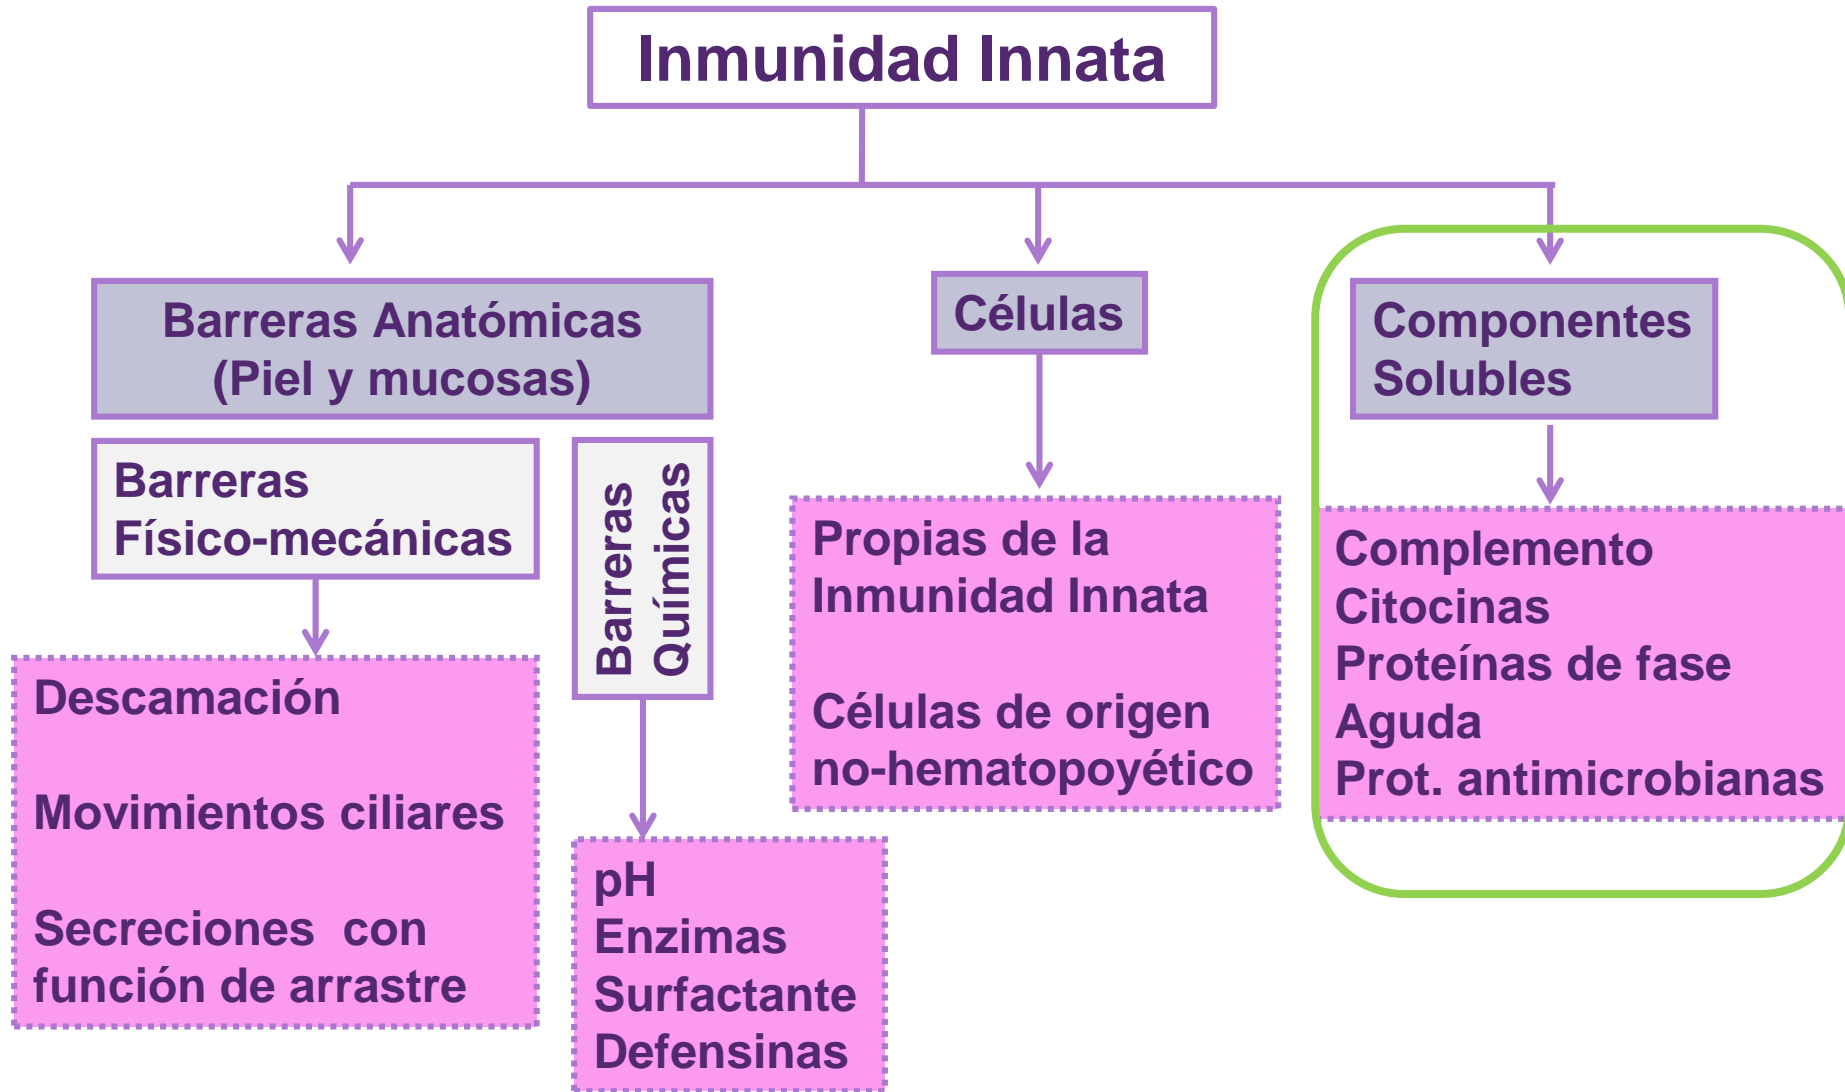 Inmunidad Innata
Barreras Anatómicas
(Piel y mucosas)
Barreras
Físico-mecánicas
Descamación
Movimientos ciliares
Secreciones con
función de arrastre
Barreras
Químicas
pH
Enzimas
Surfactante
Defensinas
Células
Propias de la
Inmunidad Innata
Células de origen
no-hematopoyético
Componentes
Solubles
Complemento
Citocinas
Proteínas de fase
Aguda
Prot. antimicrobianas